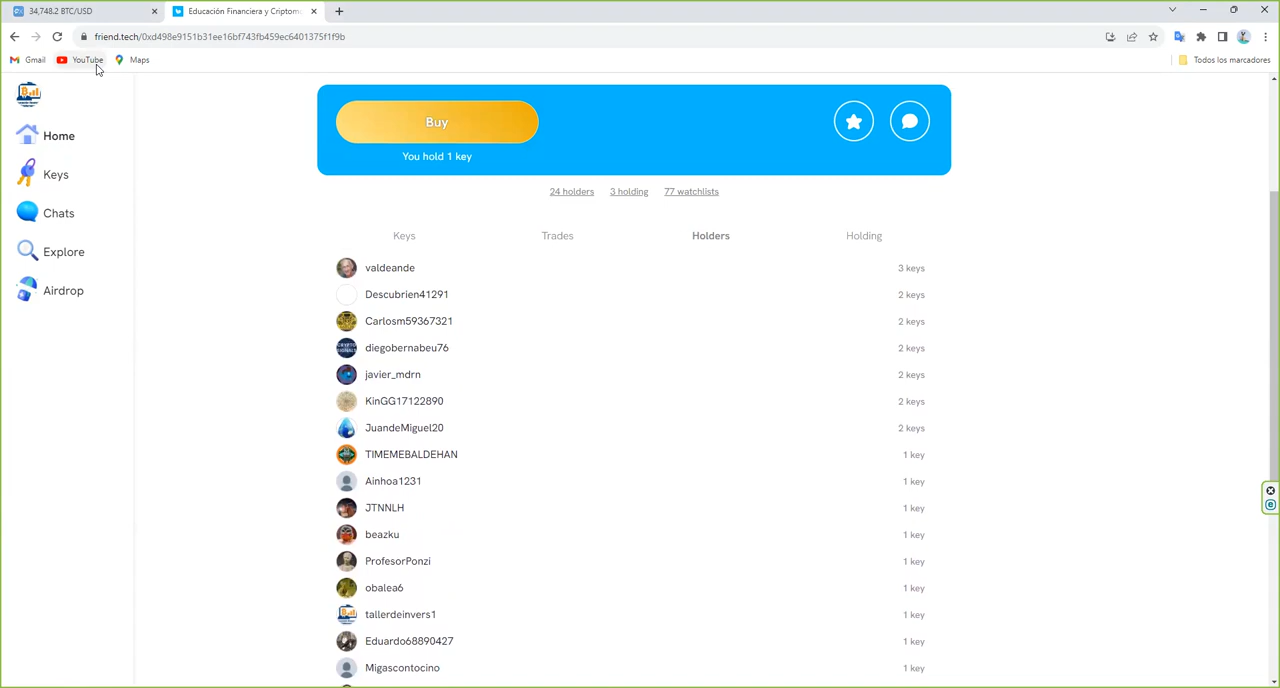 34,748.2 BTC/USD
Educación Financiera y Criptom
friend.tech/0xd498e9151b31ee16bf743fb459ec6401375f1f9b
Gmail
YouTube
Maps
Todos los marcadores
Home
Keys
Chats
Explore
Airdrop
Buy
You hold 1 key
24 holders
3 holding
77 watchlists
Keys
Trades
Holders
Holding
valdeande
3 keys
Descubrien41291
2 keys
Carlosm59367321
2 keys
diegobernabeu76
2 keys
javier_mdrn
2 keys
KinGG17122890
2 keys
JuandeMiguel20
2 keys
TIMEMEBALDEHAN
1 key
Ainhoa1231
1 key
JTNNLH
1 key
beazku
1 key
ProfesorPonzi
1 key
obalea6
1 key
tallerdeinvers1
1 key
Eduardo68890427
1 key
Migascontocino
1 key